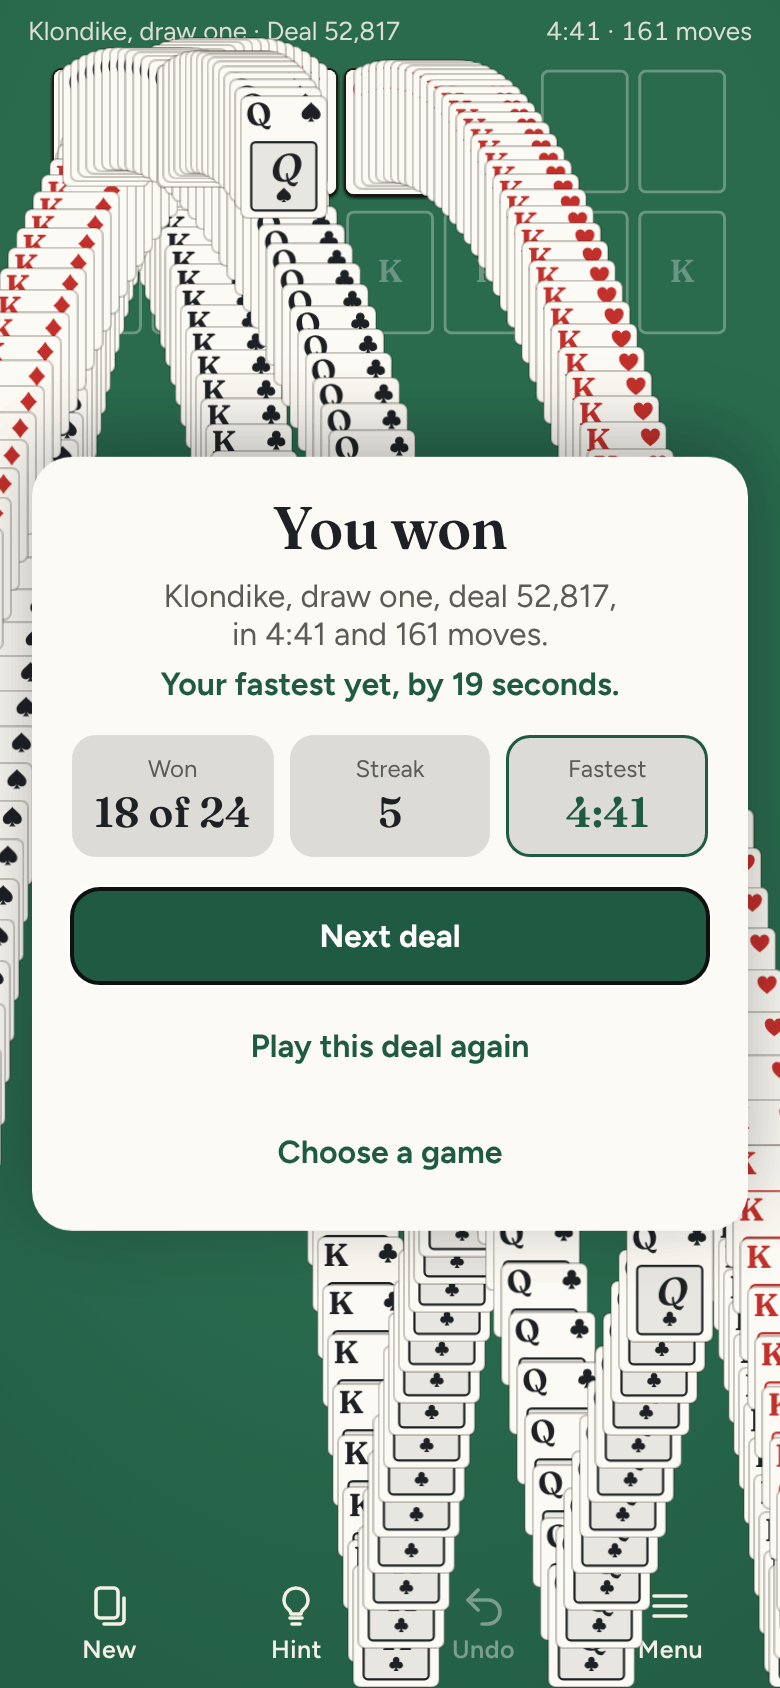 Klondike, draw one · Deal 52,817
4:41 · 161 moves
Q
Q
K
K
You won
Klondike, draw one, deal 52,817,
in 4:41 and 161 moves.
Your fastest yet, by 19 seconds.
Won
18 of 24
Streak
5
Fastest
4:41
Next deal
Play this deal again
Choose a game
K
Q
Q
K
Q
K
Q
K
Q
K
Q
K
Q
New
Hint
Undo
Menu